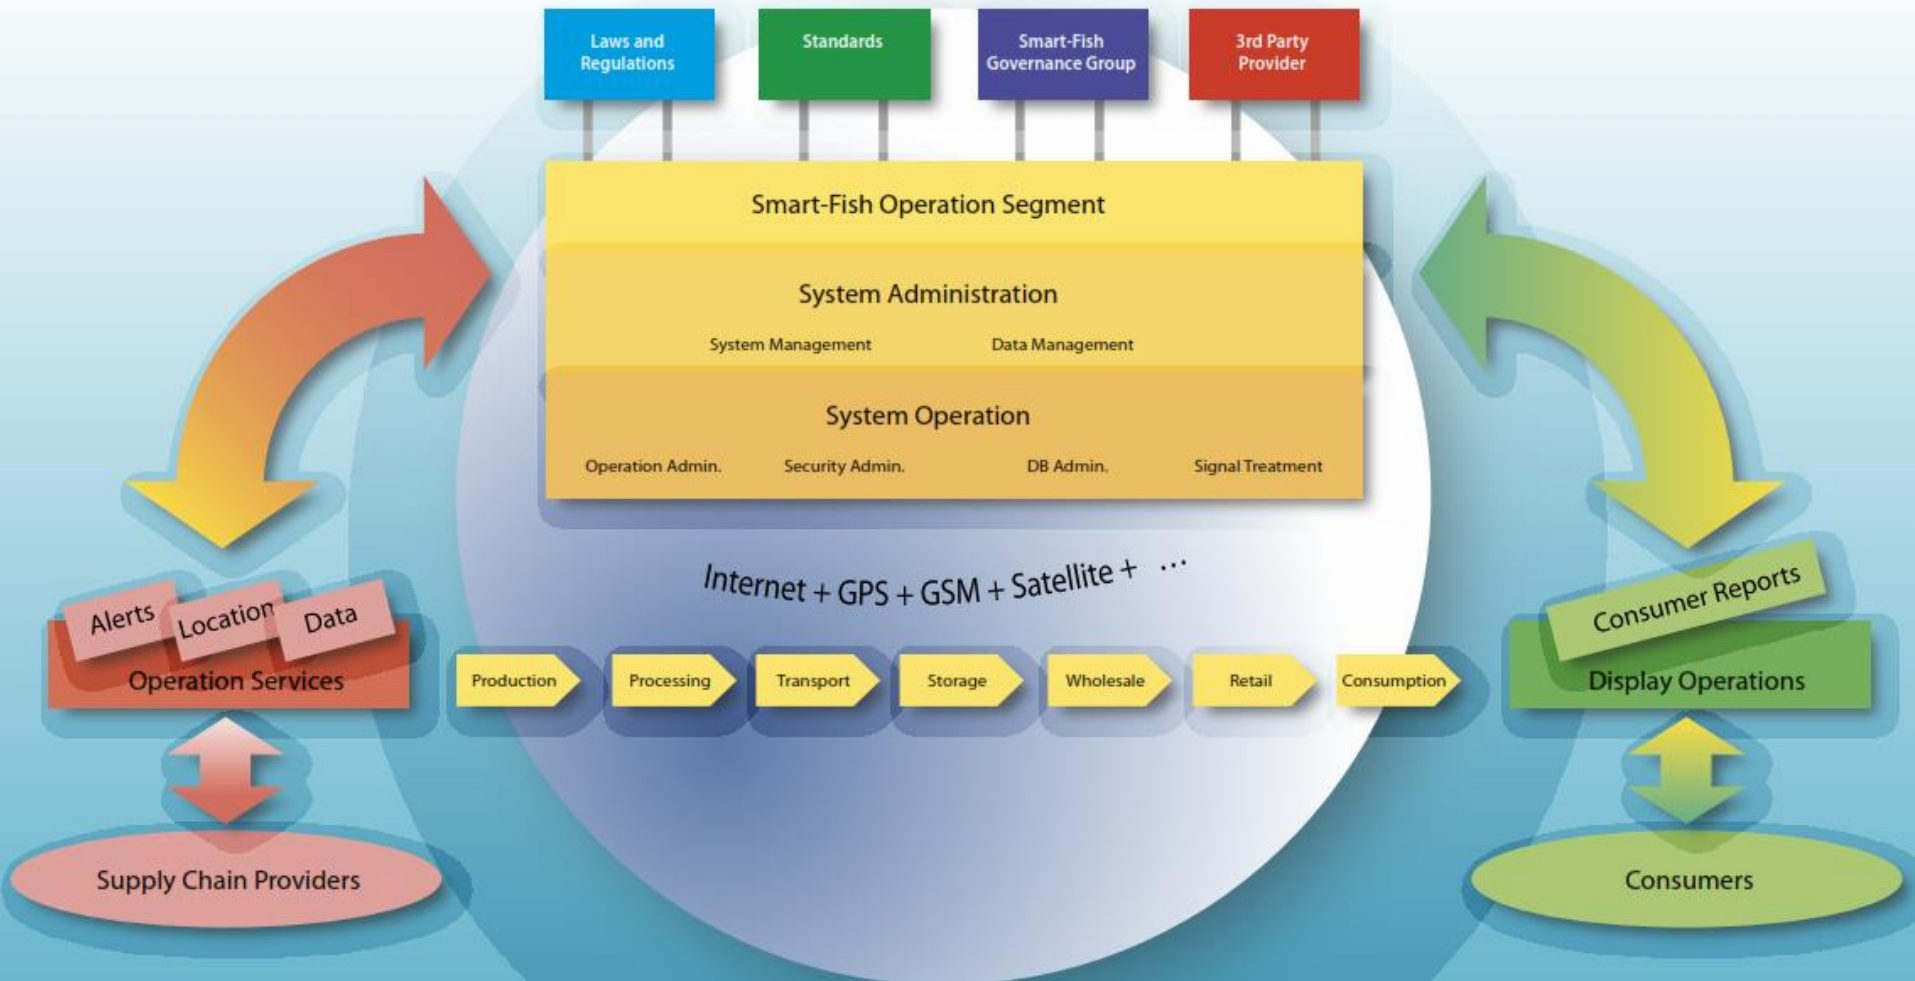 Laws and
Regulations
Standards
Smart-Fish
Governance Group
3rd Party
Provider
Smart-Fish Operation Segment
System Administration
System Management
Data Management
System Operation
Operation Admin.
Security Admin.
DB Admin.
Signal Treatment
Internet + GPS + GSM + Satellite + ...
Alerts
Location
Data
Operation Services
Production
Processing
Transport
Storage
Wholesale
Retail
Consumption
Consumer Reports
Display Operations
Supply Chain Providers
Consumers